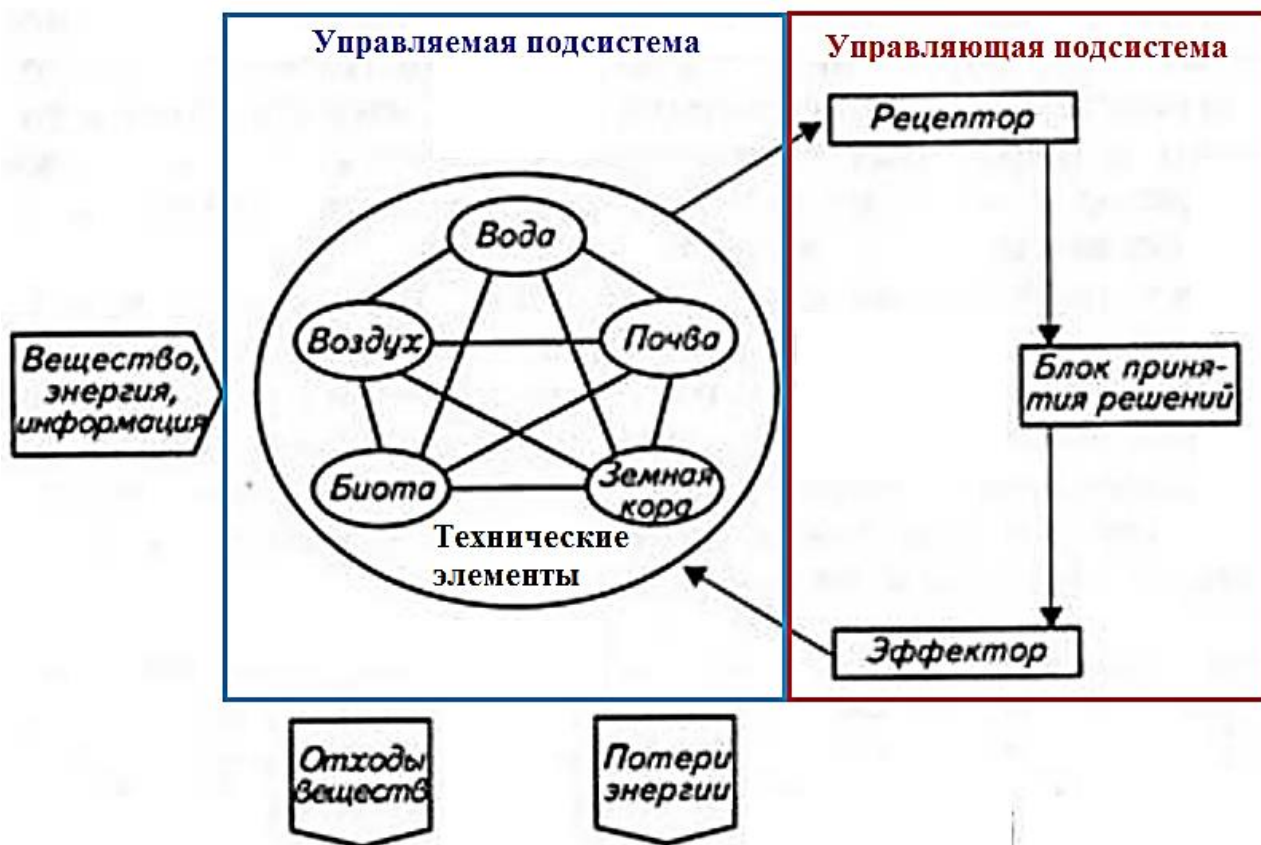 Управляемая подсистема
Управляющая подсистема
Рецептор
Вода
Воздух
Почва
Вещество,
энергия,
информация
Блок приня-
тия решений
Биота
Земная
кора
Технические
элементы
Эффектор
Отходы
веществ
Потери
энергии